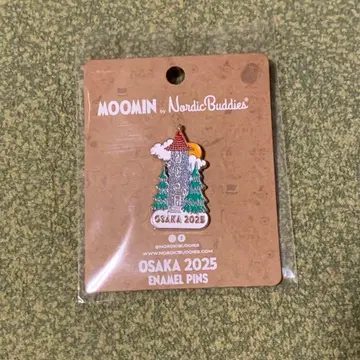 MOOMIN by NordicBuddies®
OSAKA 2025
@NORDICBUDDIES
WWW.NORDICBUDDIES.COM
OSAKA 2025
ENAMEL PINS